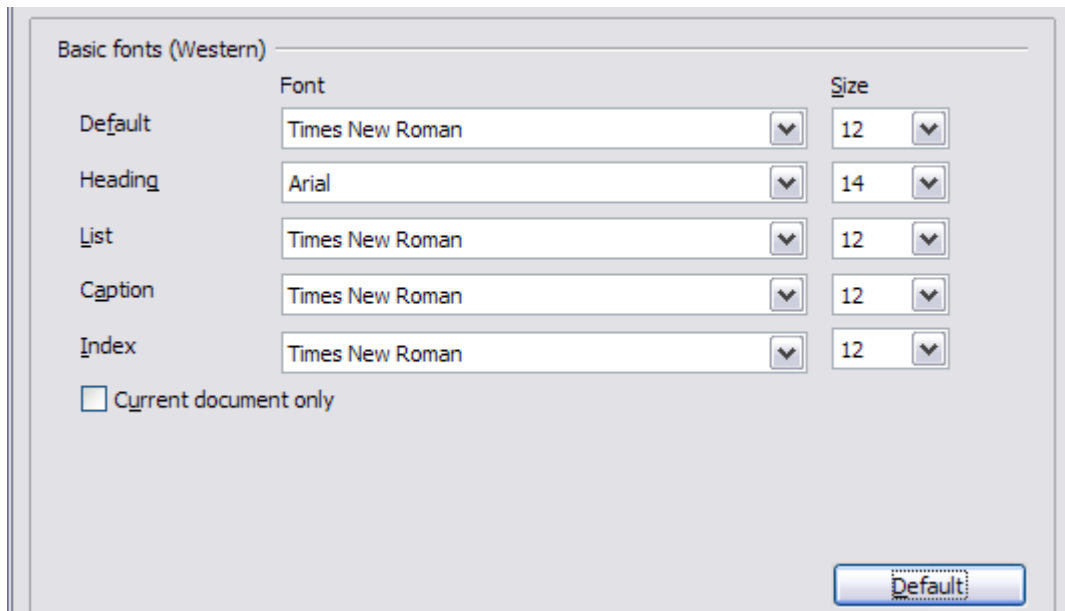 Basic fonts (Western)
Font Size
Default Times New Roman 12
Heading Arial 14
List Times New Roman 12
Caption Times New Roman 12
Index Times New Roman 12
Current document only
Default